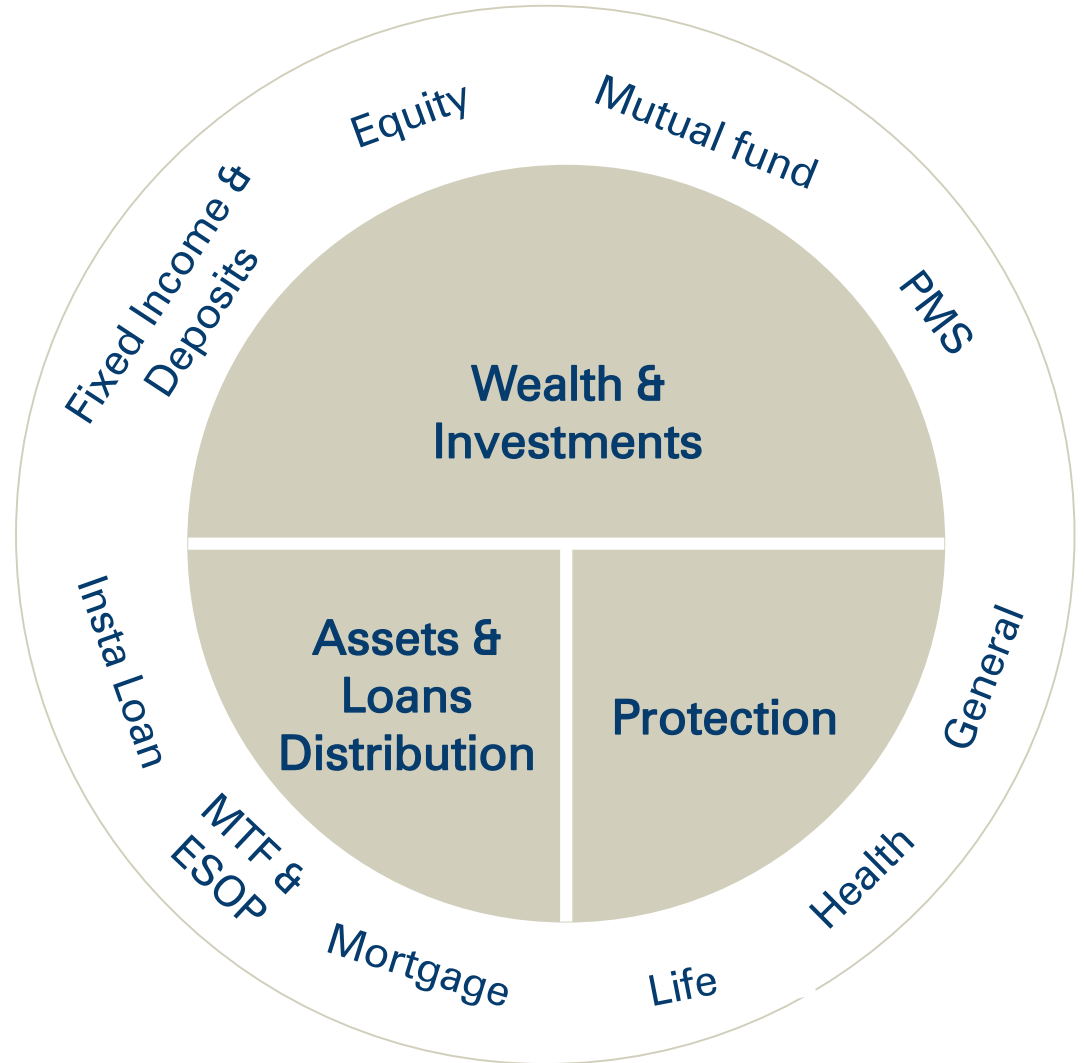 Equity
Mutual fund
Fixed Income &
Deposits
PMS
Wealth &
Investments
Insta Loan
Assets &
Loans
Distribution
Protection
General
MTF &
ESOP
Health
Mortgage
Life